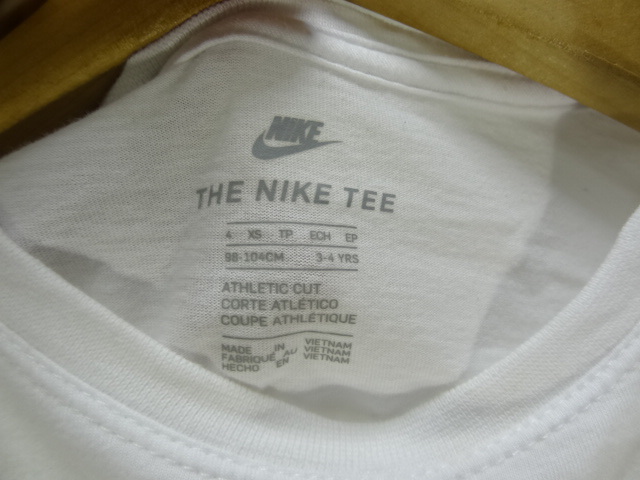 NIKE
THE NIKE TEE
4 XS TP ECH EP
98-104CM 3-4 YRS
ATHLETIC CUT
CORTE ATLÉTICO
COUPE ATHLÉTIQUE
MADE IN VIETNAM
FABRIQUÉ AU VIETNAM
HECHO EN VIETNAM